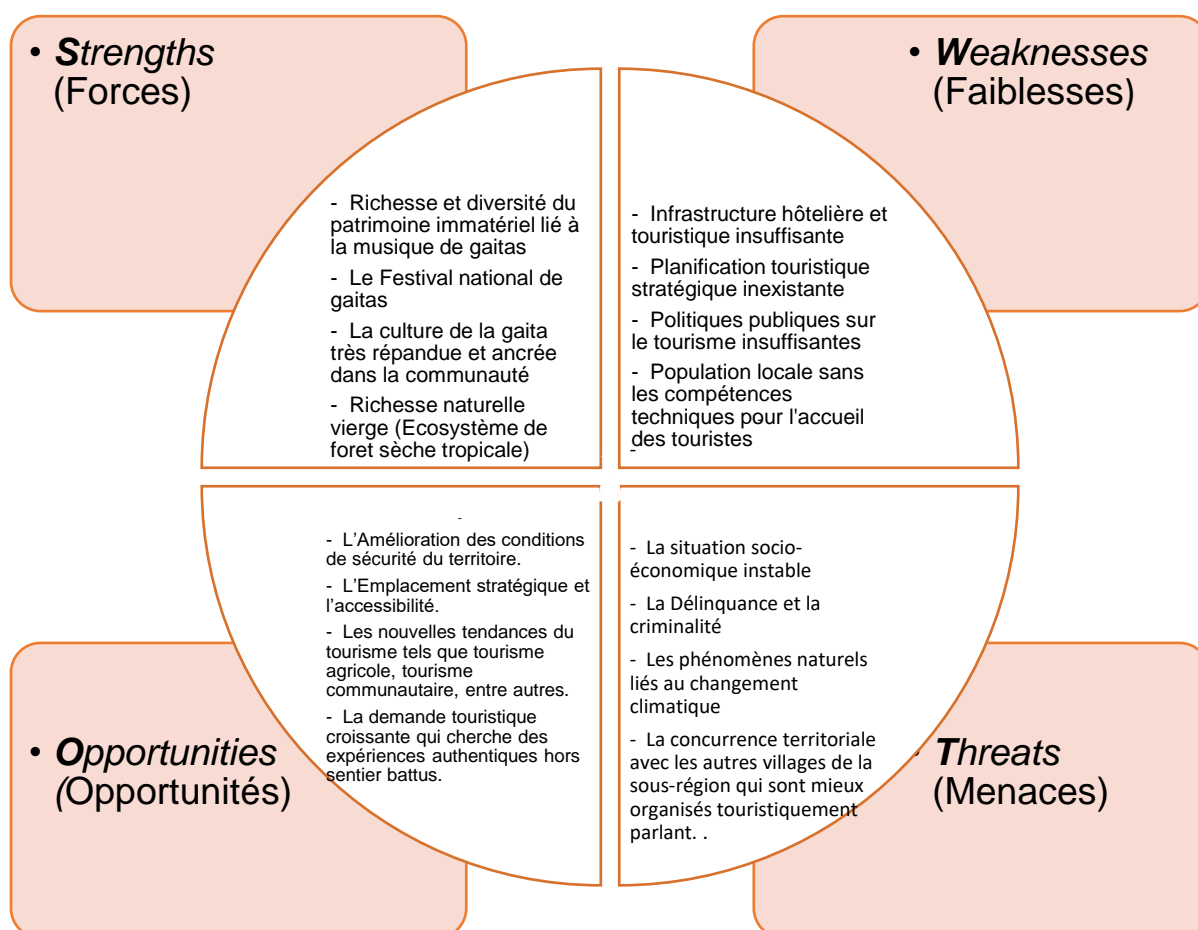 • Strengths
(Forces)
• Weaknesses
(Faiblesses)
- Richesse et diversité du
patrimoine immatériel lié à
la musique de gaitas
- Le Festival national de
gaitas
- La culture de la gaita
très répandue et ancrée
dans la communauté
- Richesse naturelle
vierge (Ecosystème de
foret sèche tropicale)
- Infrastructure hôtelière et
touristique insuffisante
- Planification touristique
stratégique inexistante
- Politiques publiques sur
le tourisme insuffisantes
- Population locale sans
les compétences
techniques pour l'accueil
des touristes
-
-
- L’Amélioration des conditions
de sécurité du territoire.
- L’Emplacement stratégique et
l’accessibilité.
- Les nouvelles tendances du
tourisme tels que tourisme
agricole, tourisme
communautaire, entre autres.
- La demande touristique
croissante qui cherche des
expériences authentiques hors
sentier battus.
- La situation socio-
économique instable
- La Délinquance et la
criminalité
- Les phénomènes naturels
liés au changement
climatique
- La concurrence territoriale
avec les autres villages de la
sous-région qui sont mieux
organisés touristiquement
parlant. .
• Opportunities
(Opportunités)
• Threats
(Menaces)